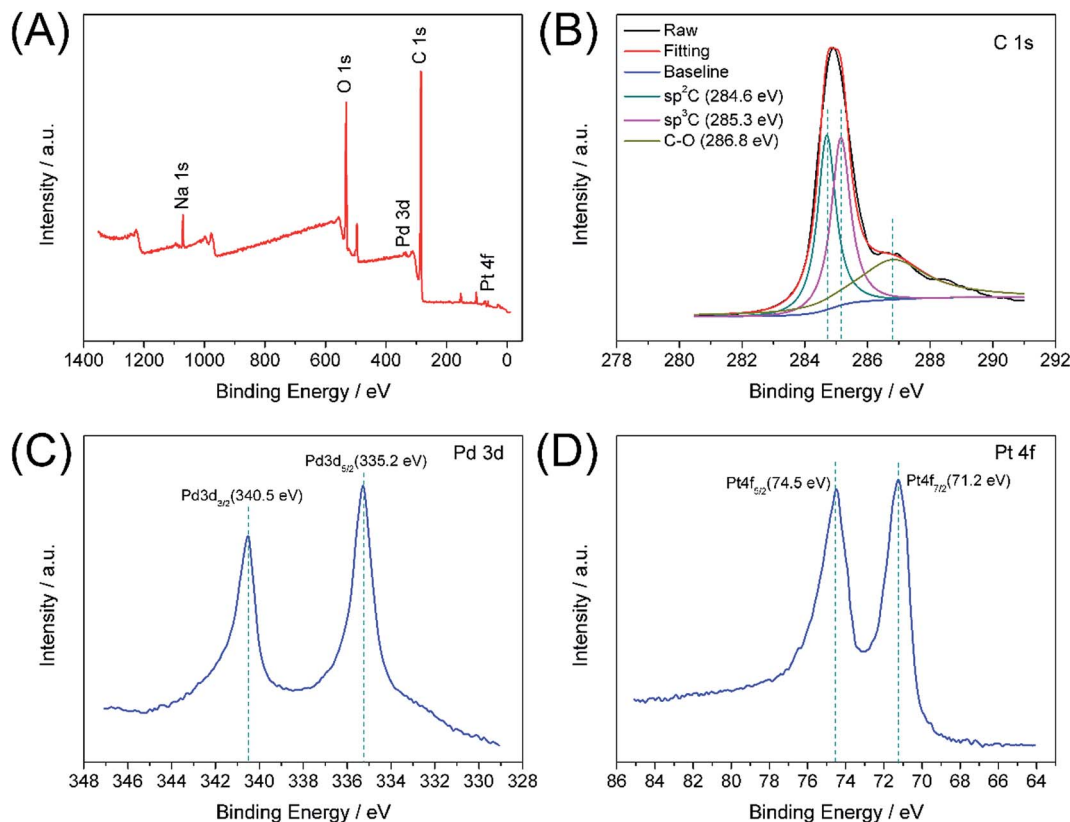 (A)
Intensity / a.u.
Na 1s
O 1s
Pd 3d
C 1s
Pt 4f
1400 1200 1000 800 600 400 200 0
Binding Energy / eV
(B)
Intensity / a.u.
Raw
Fitting
Baseline
sp²C (284.6 eV)
sp³C (285.3 eV)
C-O (286.8 eV)
C 1s
278 280 282 284 286 288 290 292
Binding Energy / eV
(C)
Intensity / a.u.
Pd3d₅/₂(335.2 eV)
Pd 3d
Pd3d₃/₂(340.5 eV)
348 346 344 342 340 338 336 334 332 330 328
Binding Energy / eV
(D)
Intensity / a.u.
Pt 4f
Pt4f₅/₂(74.5 eV)
Pt4f₇/₂(71.2 eV)
86 84 82 80 78 76 74 72 70 68 66 64
Binding Energy / eV